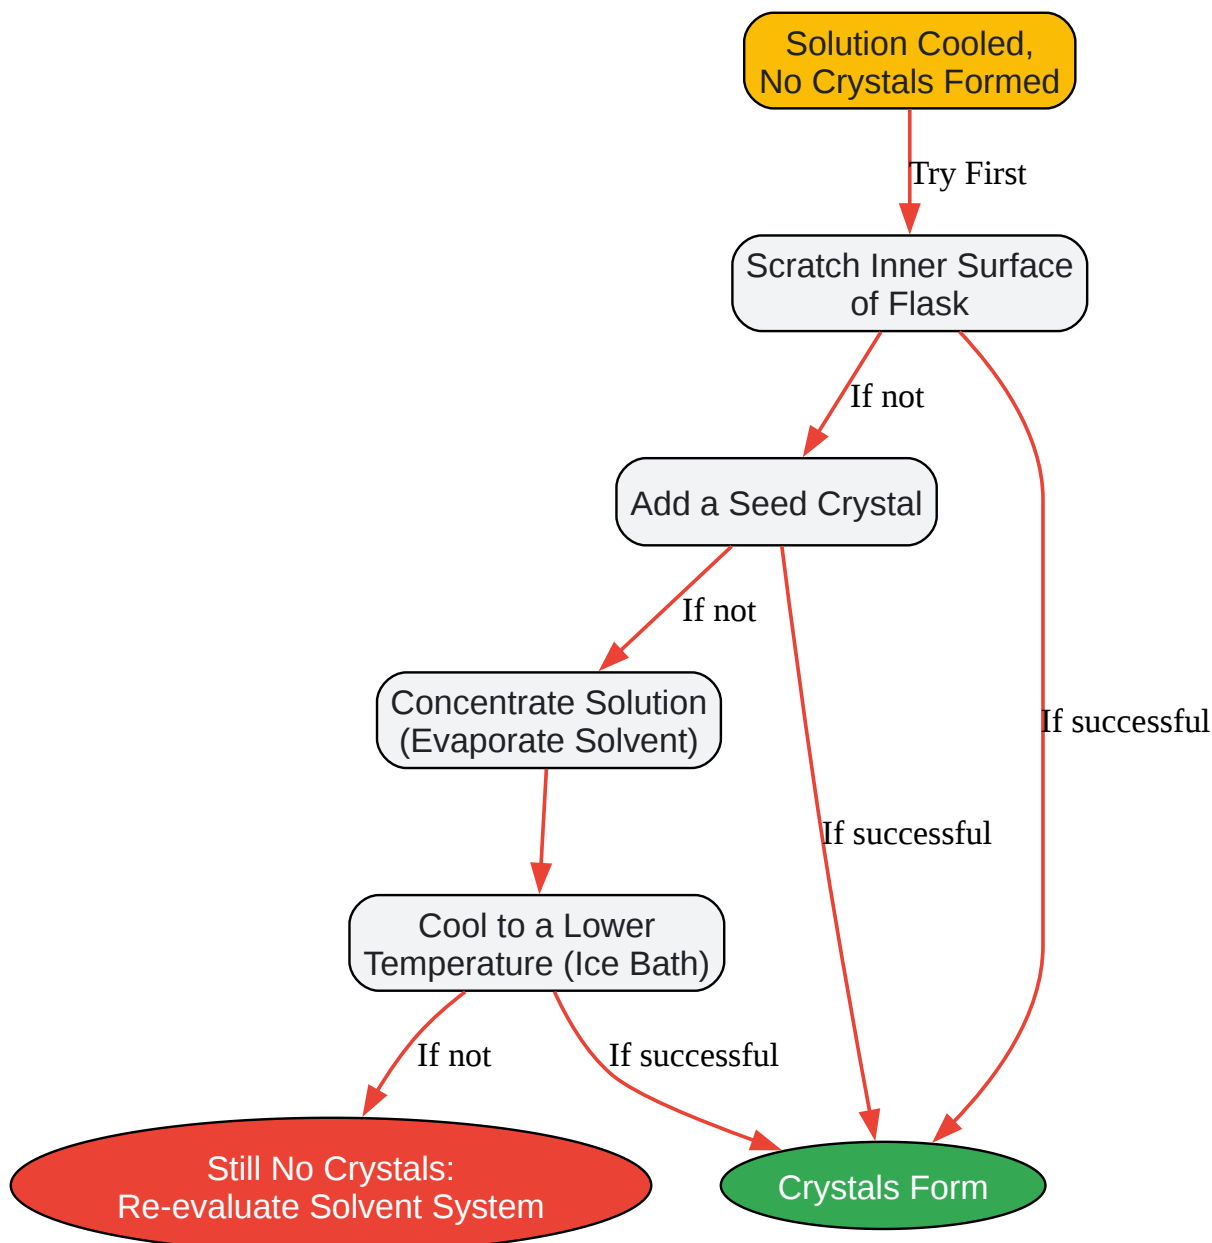 Solution Cooled,
No Crystals Formed
Try First
Scratch Inner Surface
of Flask
If not
Add a Seed Crystal
If not
Concentrate Solution
(Evaporate Solvent)
If successful
If successful
Cool to a Lower
Temperature (Ice Bath)
If not
If successful
Still No Crystals:
Re-evaluate Solvent System
Crystals Form